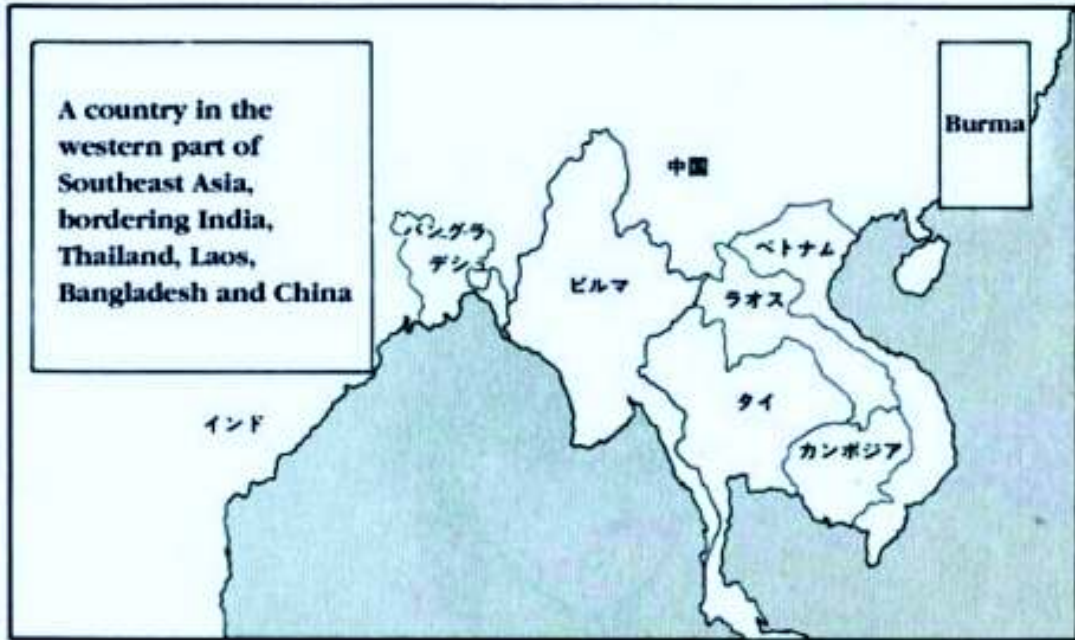 A country in the
western part of
Southeast Asia,
bordering India,
Thailand, Laos,
Bangladesh and China
Burma
中国
バングラ
デシュ
ビルマ
ベトナム
ラオス
タイ
カンボジア
インド